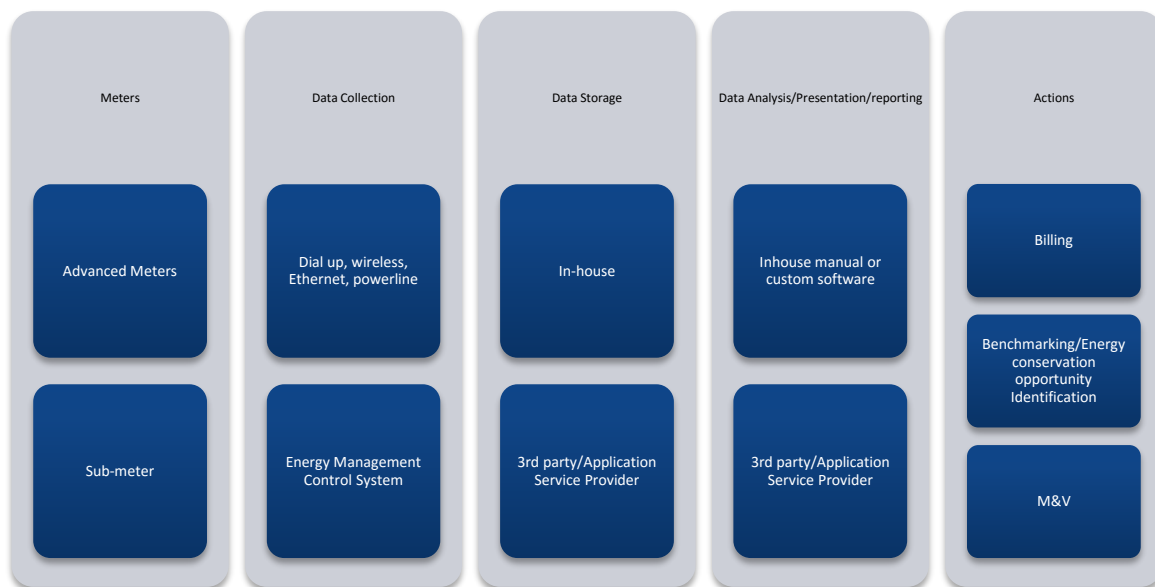 Meters
Advanced Meters
Sub-meter
Data Collection
Dial up, wireless,
Ethernet, powerline
Energy Management
Control System
Data Storage
In-house
3rd party/Application
Service Provider
Data Analysis/Presentation/reporting
Inhouse manual or
custom software
3rd party/Application
Service Provider
Actions
Billing
Benchmarking/Energy
conservation
opportunity
Identification
M&V